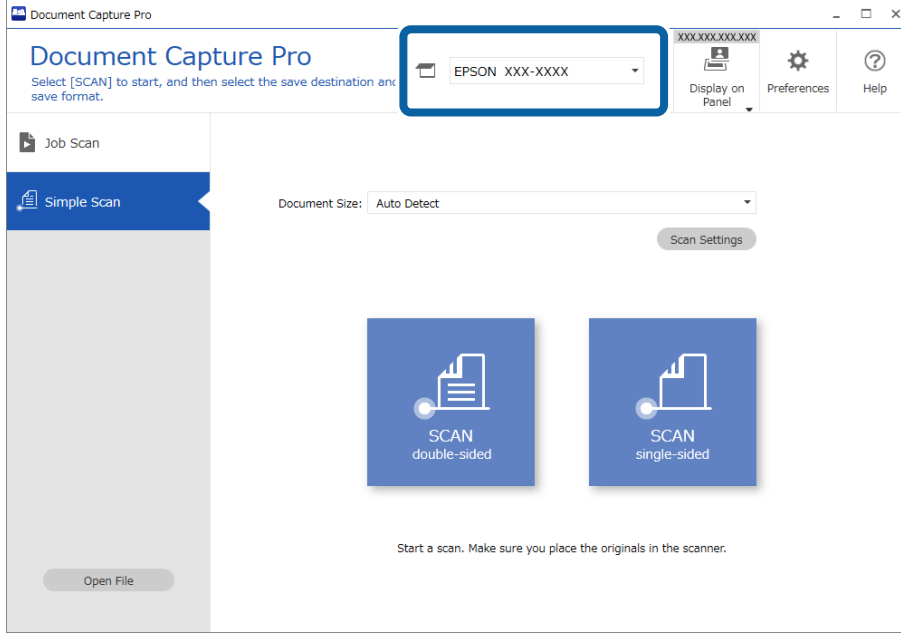 Document Capture Pro
Document Capture Pro
Select [SCAN] to start, and then select the save destination and
save format.
EPSON XXX-XXXX
XXX.XXX.XXX.XXX
Display on
Panel
Preferences
Help
Job Scan
Simple Scan
Document Size:
Auto Detect
Scan Settings
SCAN
double-sided
SCAN
single-sided
Start a scan. Make sure you place the originals in the scanner.
Open File